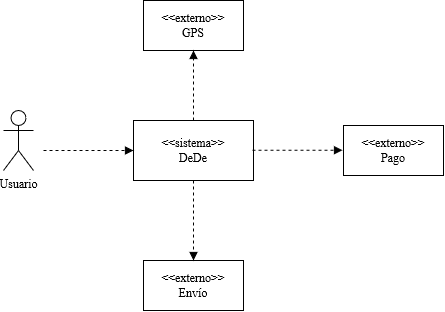 <<externo>>
GPS
<<sistema>>
DeDe
<<externo>>
Pago
Usuario
<<externo>>
Envío